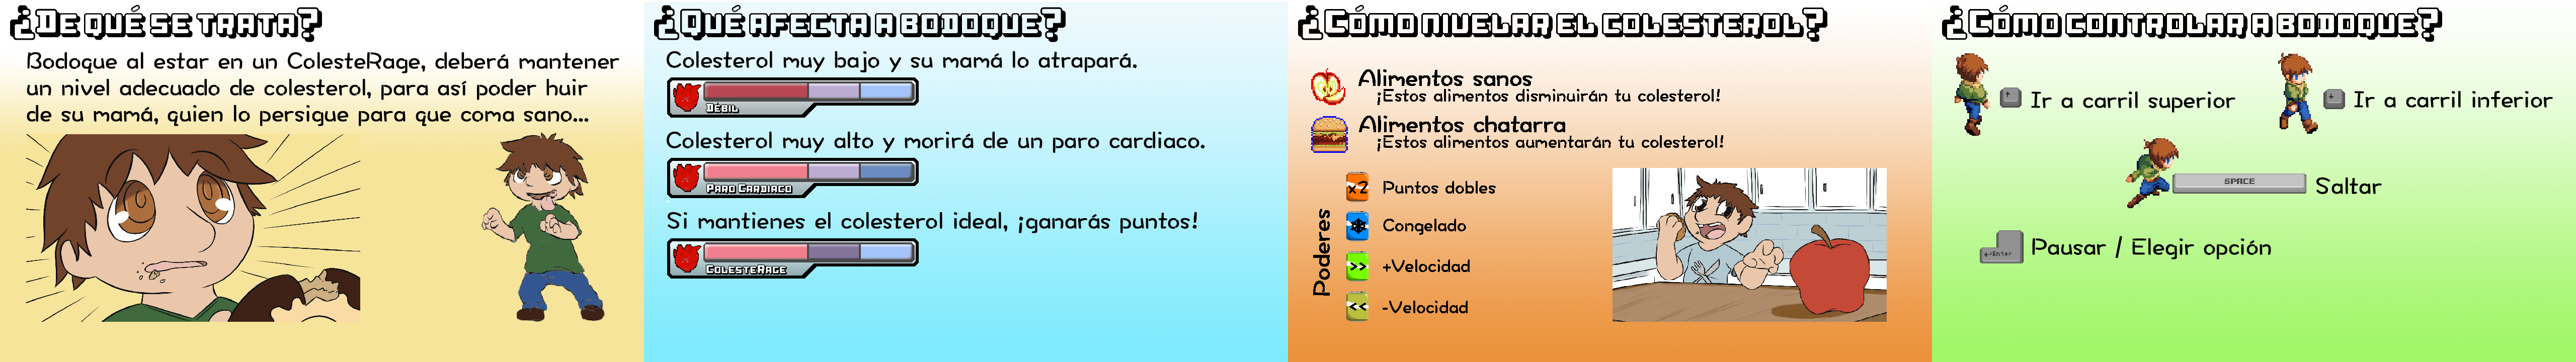 ¿De qué se trata?
Bodoque al estar en un ColesteRage, deberá mantener
un nivel adecuado de colesterol, para así poder huir
de su mamá, quien lo persigue para que coma sano...
¿Qué afecta a Bodoque?
Colesterol muy bajo y su mamá lo atrapará.
Débil
Colesterol muy alto y morirá de un paro cardiaco.
Paro Cardiaco
Si mantienes el colesterol ideal, ¡ganarás puntos!
ColesteRage
¿Cómo nivelar el colesterol?
Alimentos sanos
¡Estos alimentos disminuirán tu colesterol!
Alimentos chatarra
¡Estos alimentos aumentarán tu colesterol!
Poderes
x2 Puntos dobles
Congelado
>> +Velocidad
<< -Velocidad
¿Cómo controlar a Bodoque?
Ir a carril superior
Ir a carril inferior
SPACE Saltar
Enter Pausar / Elegir opción